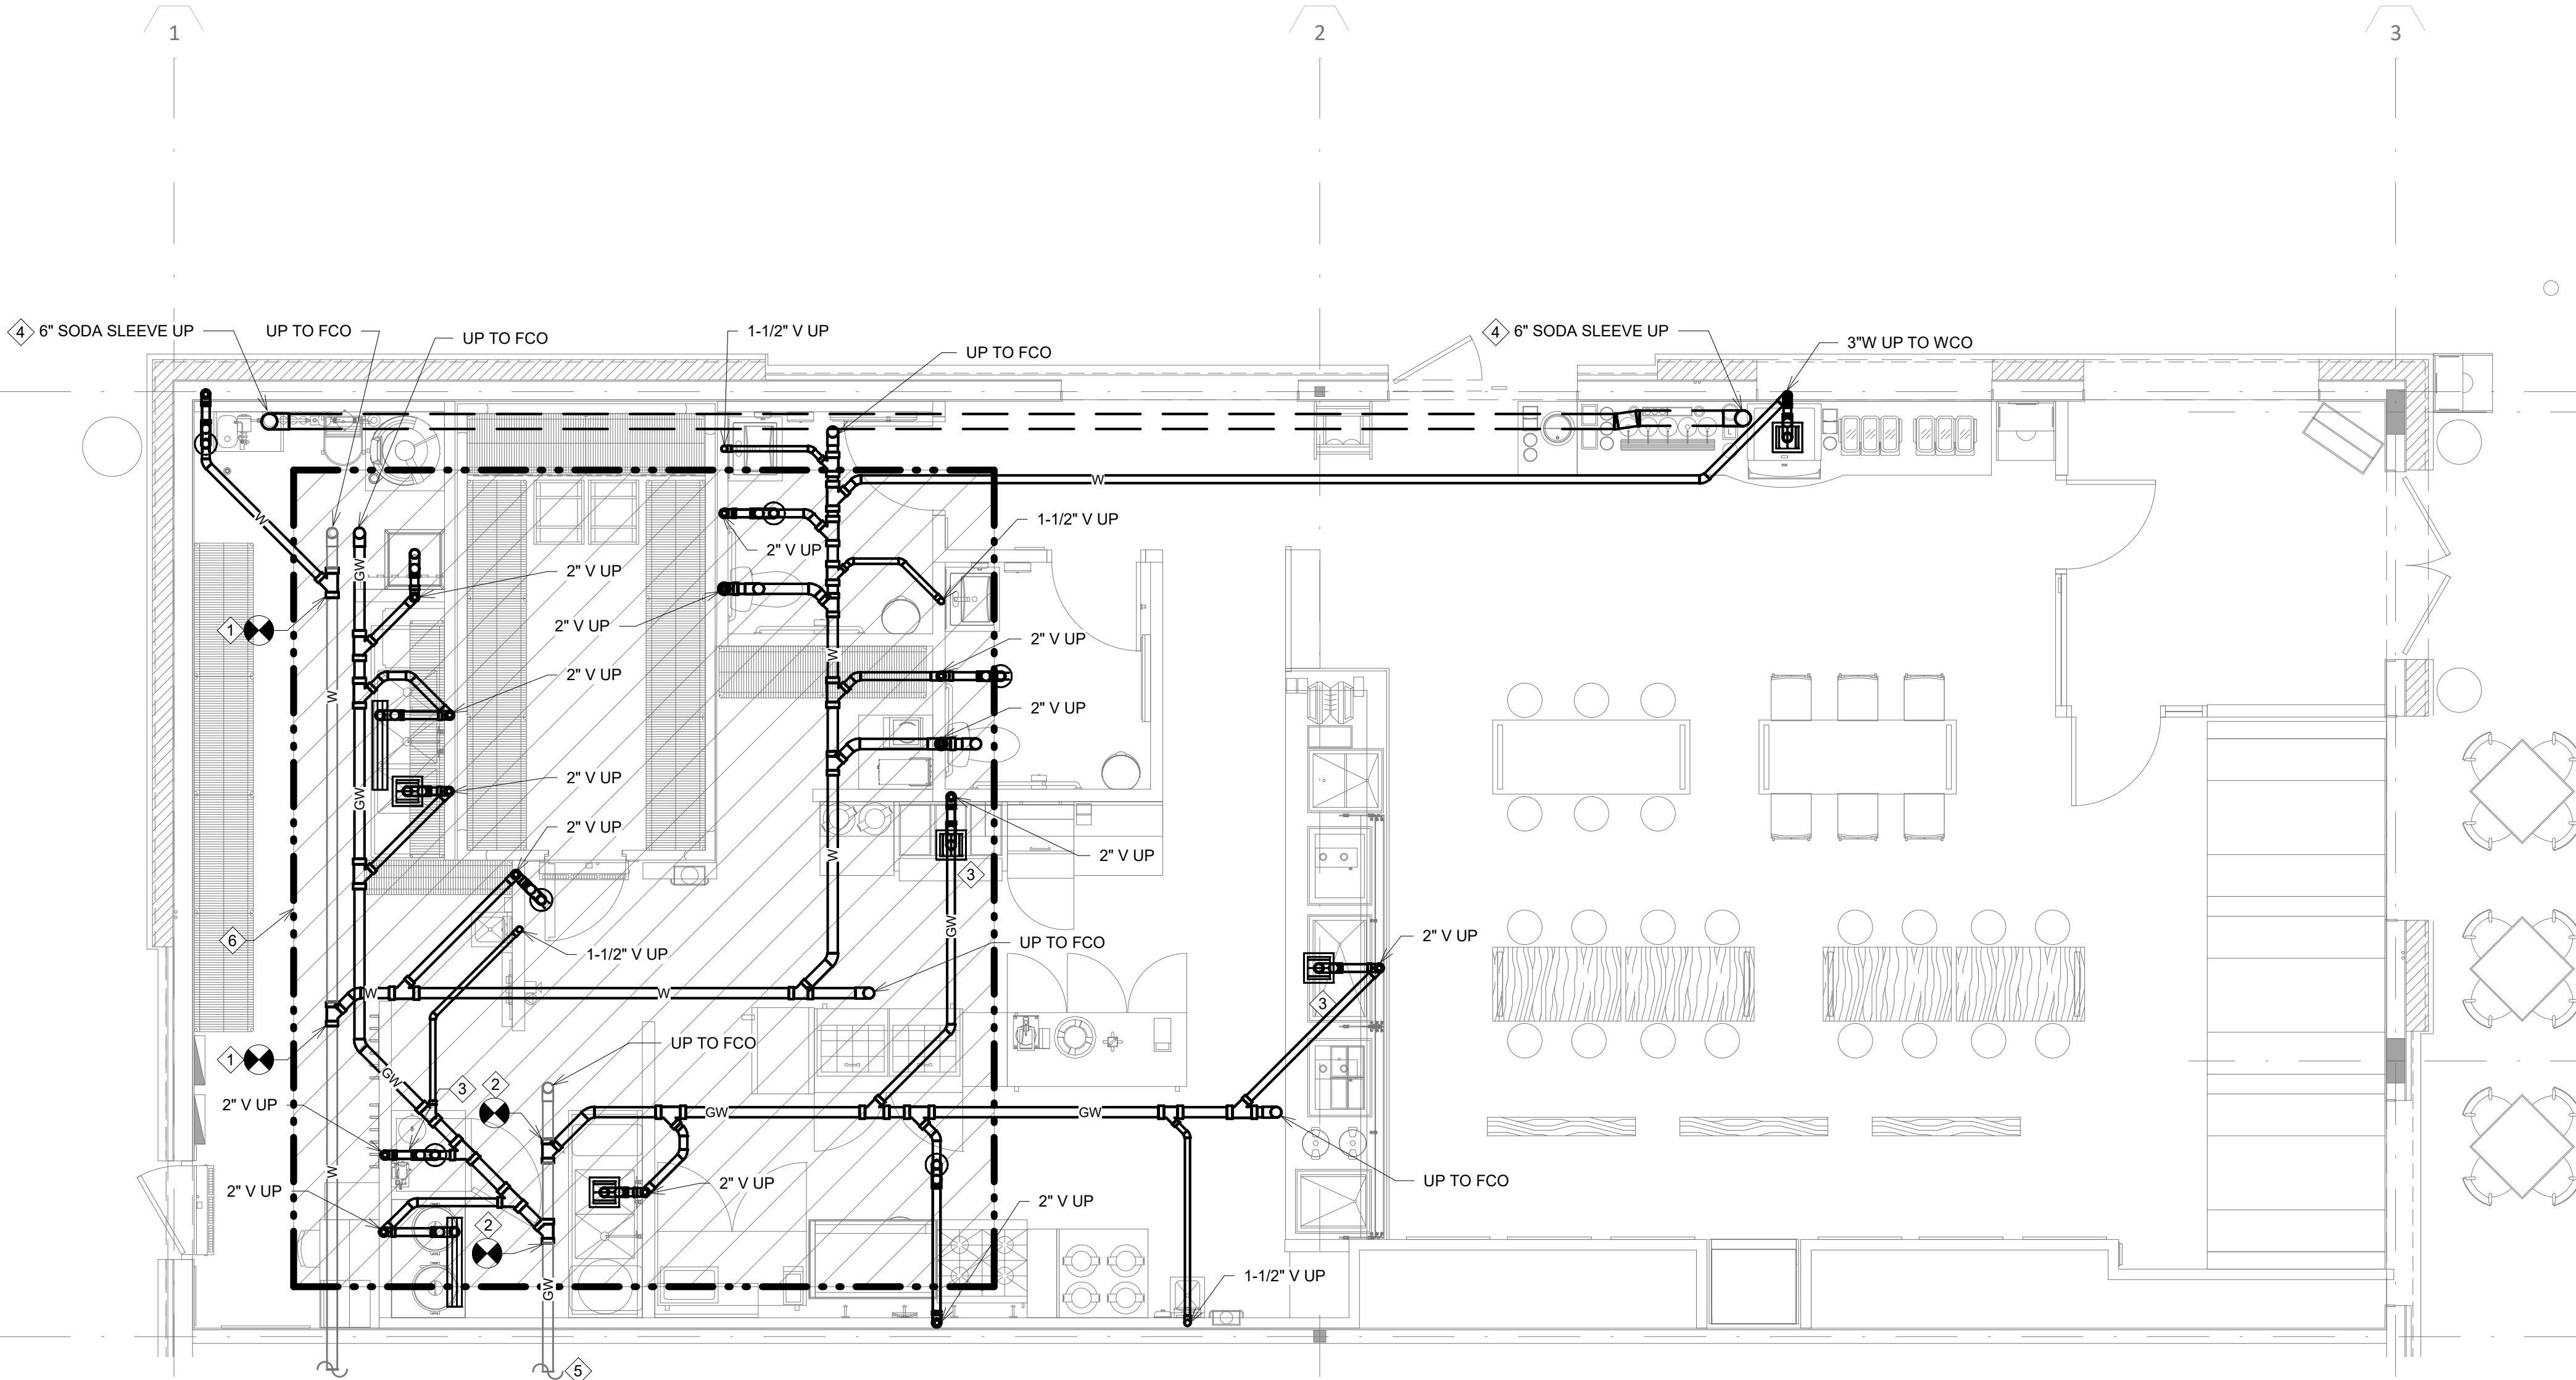 1
2
3
4 6" SODA SLEEVE UP
UP TO FCO
UP TO FCO
1-1/2" V UP
UP TO FCO
4 6" SODA SLEEVE UP
3"W UP TO WCO
W
W
1-1/2" V UP
2" V UP
GW
2" V UP
1
2" V UP
2" V UP
W
2" V UP
W
2" V UP
2" V UP
GW
2" V UP
W
2" V UP
3
GW
6
2" V UP
UP TO FCO
1-1/2" V UP
W
W
3
UP TO FCO
1
GW
3
2
2" V UP
GW
GW
W
2" V UP
2" V UP
UP TO FCO
2" V UP
2
1-1/2" V UP
GW
5